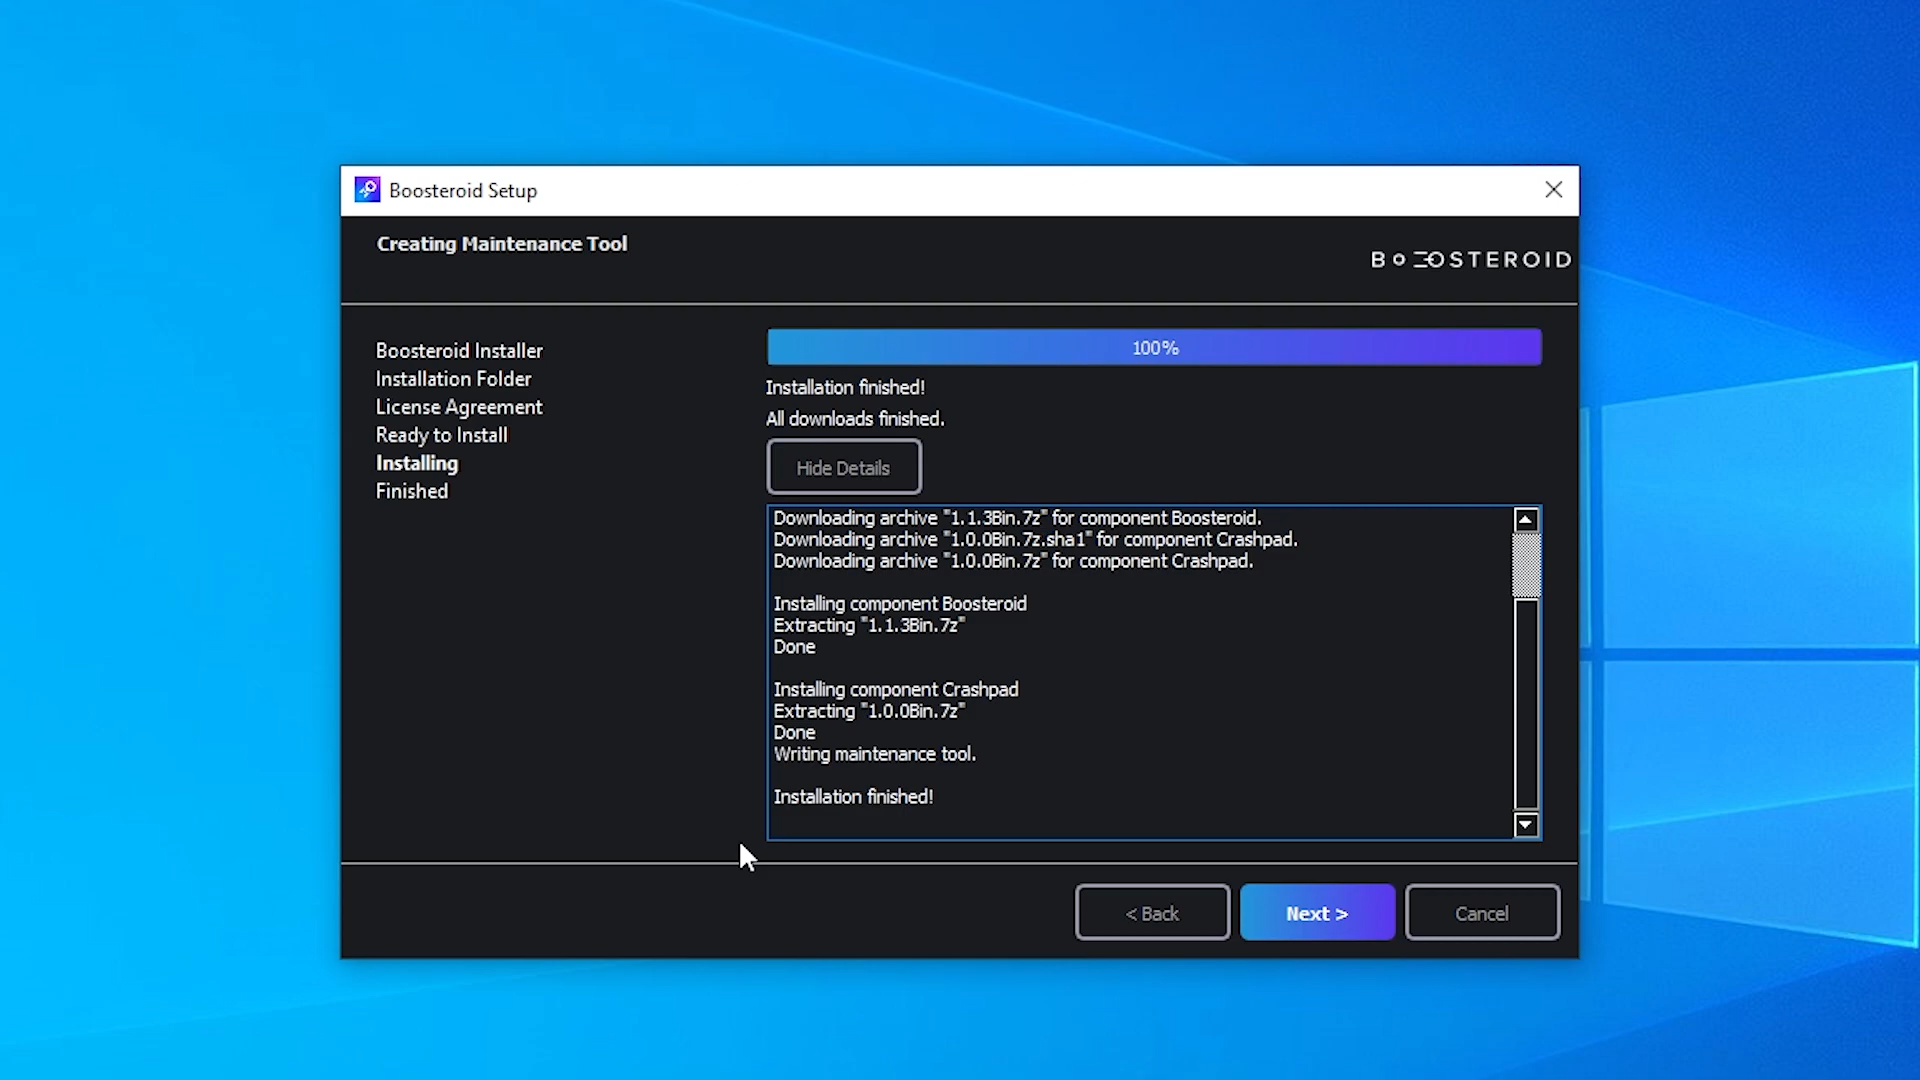 Boosteroid Setup
Creating Maintenance Tool
BOOSTEROID
Boosteroid Installer
Installation Folder
License Agreement
Ready to Install
Installing
Finished
100%
Installation finished!
All downloads finished.
Hide Details
Downloading archive "1.1.3Bin.7z" for component Boosteroid.
Downloading archive "1.0.0Bin.7z.sha1" for component Crashpad.
Downloading archive "1.0.0Bin.7z" for component Crashpad.
Installing component Boosteroid
Extracting "1.1.3Bin.7z"
Done
Installing component Crashpad
Extracting "1.0.0Bin.7z"
Done
Writing maintenance tool.
Installation finished!
< Back
Next >
Cancel